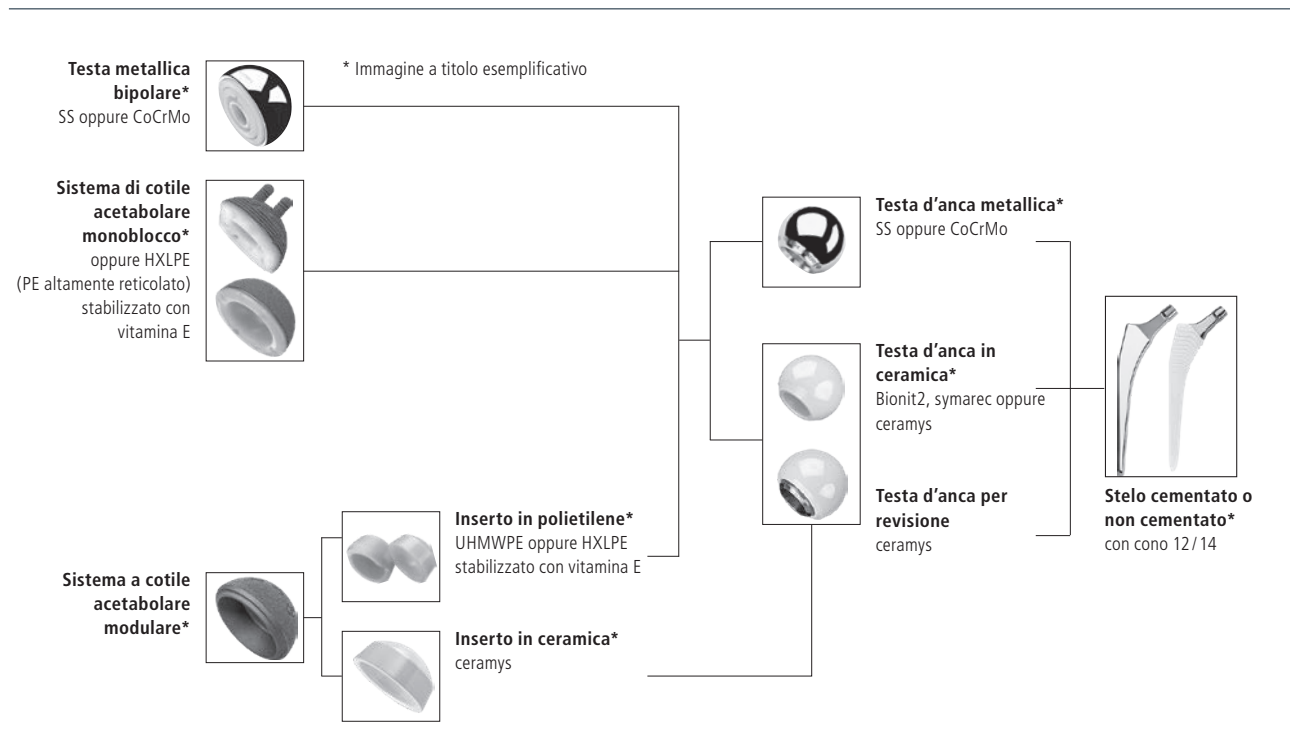 Testa metallica
bipolare*
SS oppure CoCrMo
* Immagine a titolo esemplificativo
Sistema di cotile
acetabolare
monoblocco*
oppure HXLPE
(PE altamente reticolato)
stabilizzato con
vitamina E
Testa d’anca metallica*
SS oppure CoCrMo
Testa d’anca in
ceramica*
Bionit2, symarec oppure
ceramys
Testa d’anca per
revisione
ceramys
Stelo cementato o
non cementato*
con cono 12/14
Inserto in polietilene*
UHMWPE oppure HXLPE
stabilizzato con vitamina E
Sistema a cotile
acetabolare
modulare*
Inserto in ceramica*
ceramys